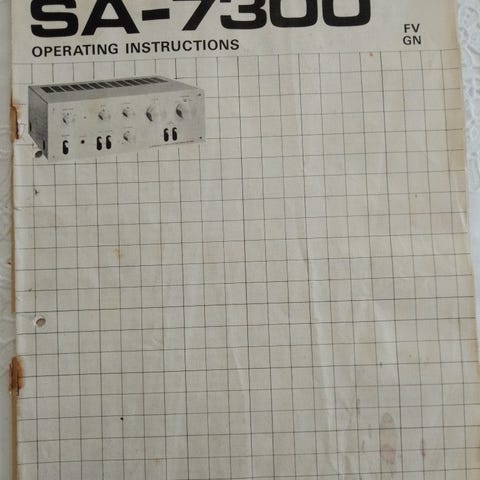 SA-7300
OPERATING INSTRUCTIONS
FV
GN